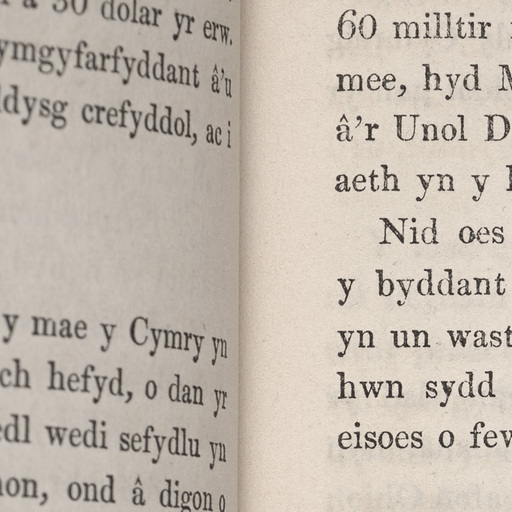 30 dolar yr erw.
ymgyfarfyddant â'u
ddysg crefyddol, ac i
y mae y Cymry yn
ch hefyd, o dan yr
edl wedi sefydlu yn
on, ond â digon o
60 milltir
mee, hyd M
â'r Unol D
aeth yn y
Nid oes
y byddant
yn un wast
hwn sydd
eisoes o few